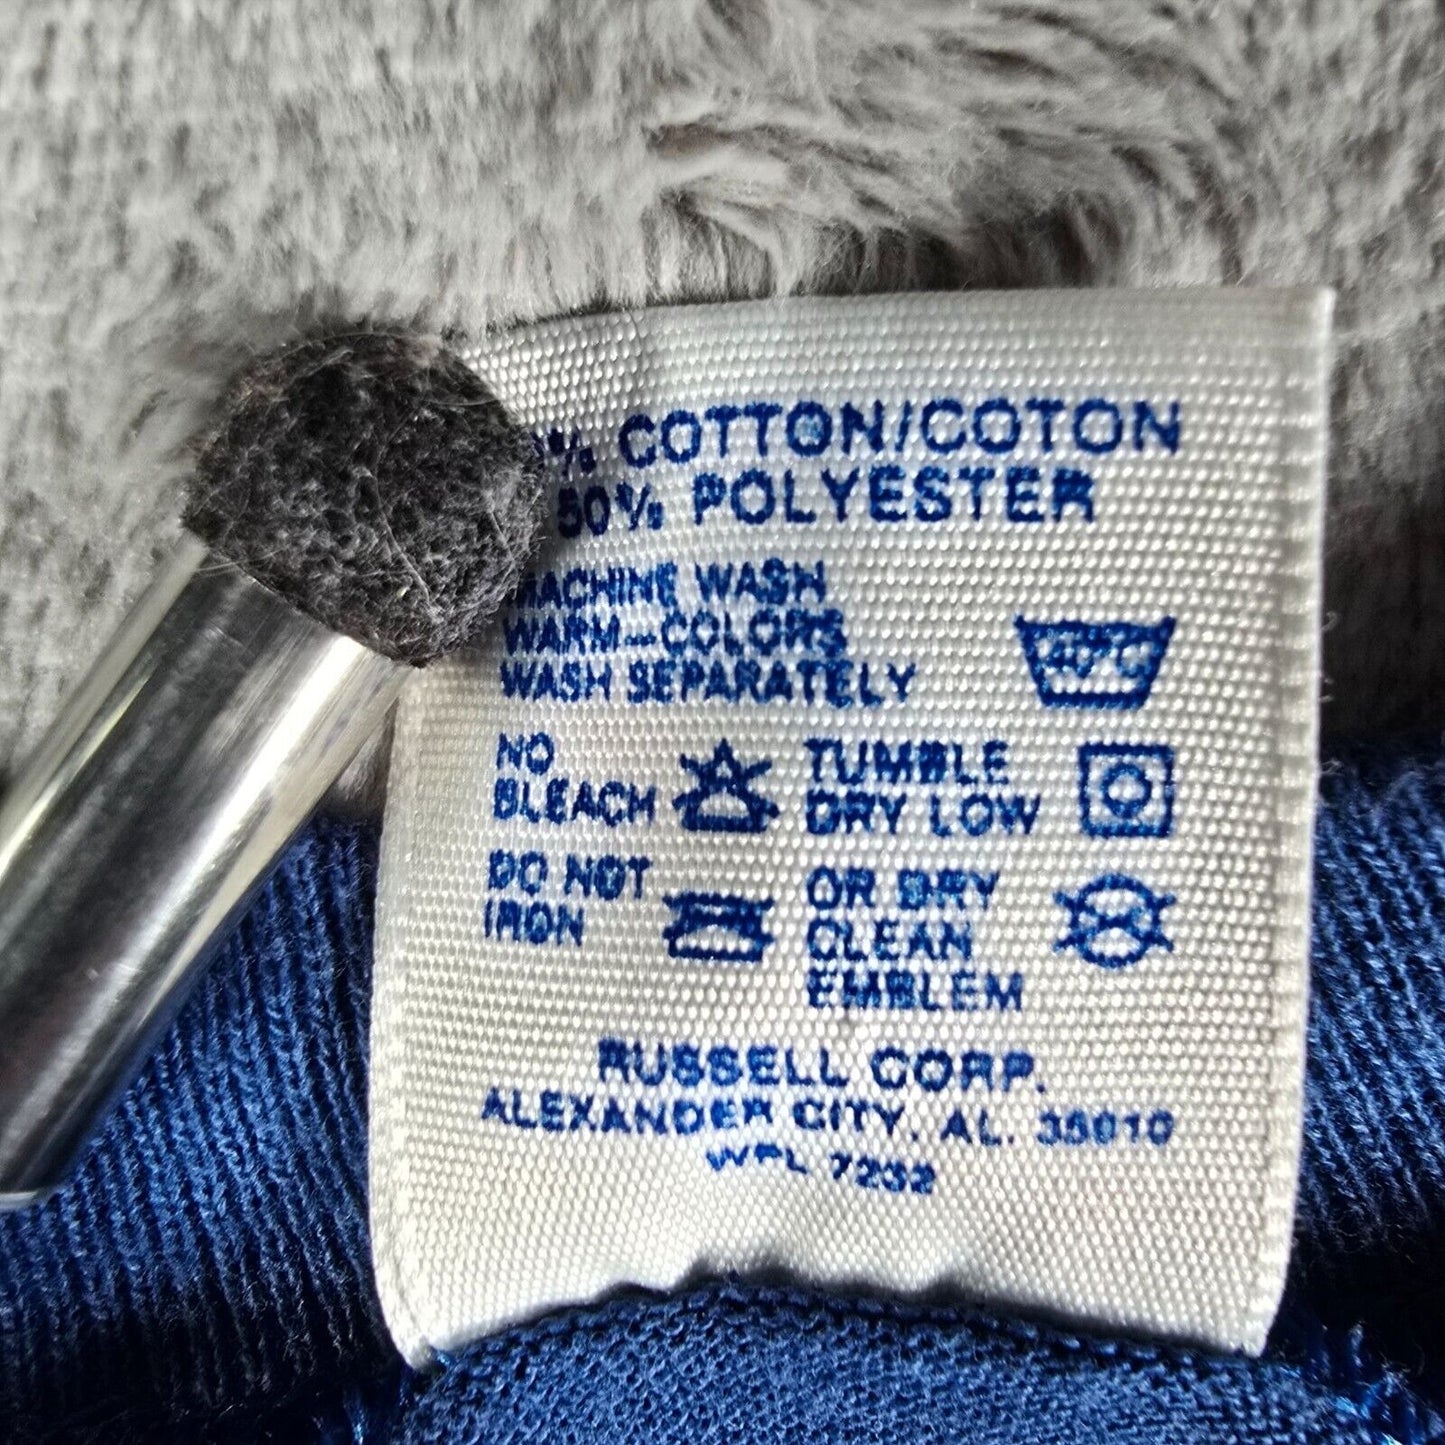 % COTTON/COTON
50% POLYESTER
MACHINE WASH
WARM—COLORS
WASH SEPARATELY
40°C
NO
BLEACH
TUMBLE
DRY LOW
DO NOT
IRON
OR DRY
CLEAN
EMBLEM
RUSSELL CORP.
ALEXANDER CITY, AL. 35010
WPL 7232